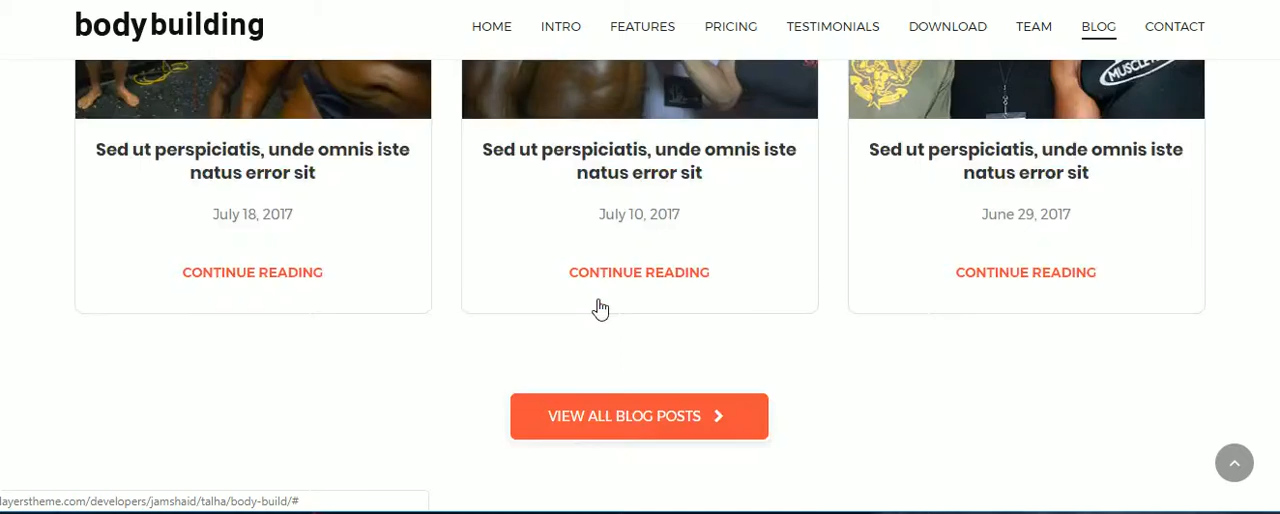 bodybuilding
HOME INTRO FEATURES PRICING TESTIMONIALS DOWNLOAD TEAM BLOG CONTACT
MUSCLE
Sed ut perspiciatis, unde omnis iste
natus error sit
July 18, 2017
CONTINUE READING
Sed ut perspiciatis, unde omnis iste
natus error sit
July 10, 2017
CONTINUE READING
Sed ut perspiciatis, unde omnis iste
natus error sit
June 29, 2017
CONTINUE READING
VIEW ALL BLOG POSTS
layerstheme.com/developers/jamshaid/talha/body-build/#